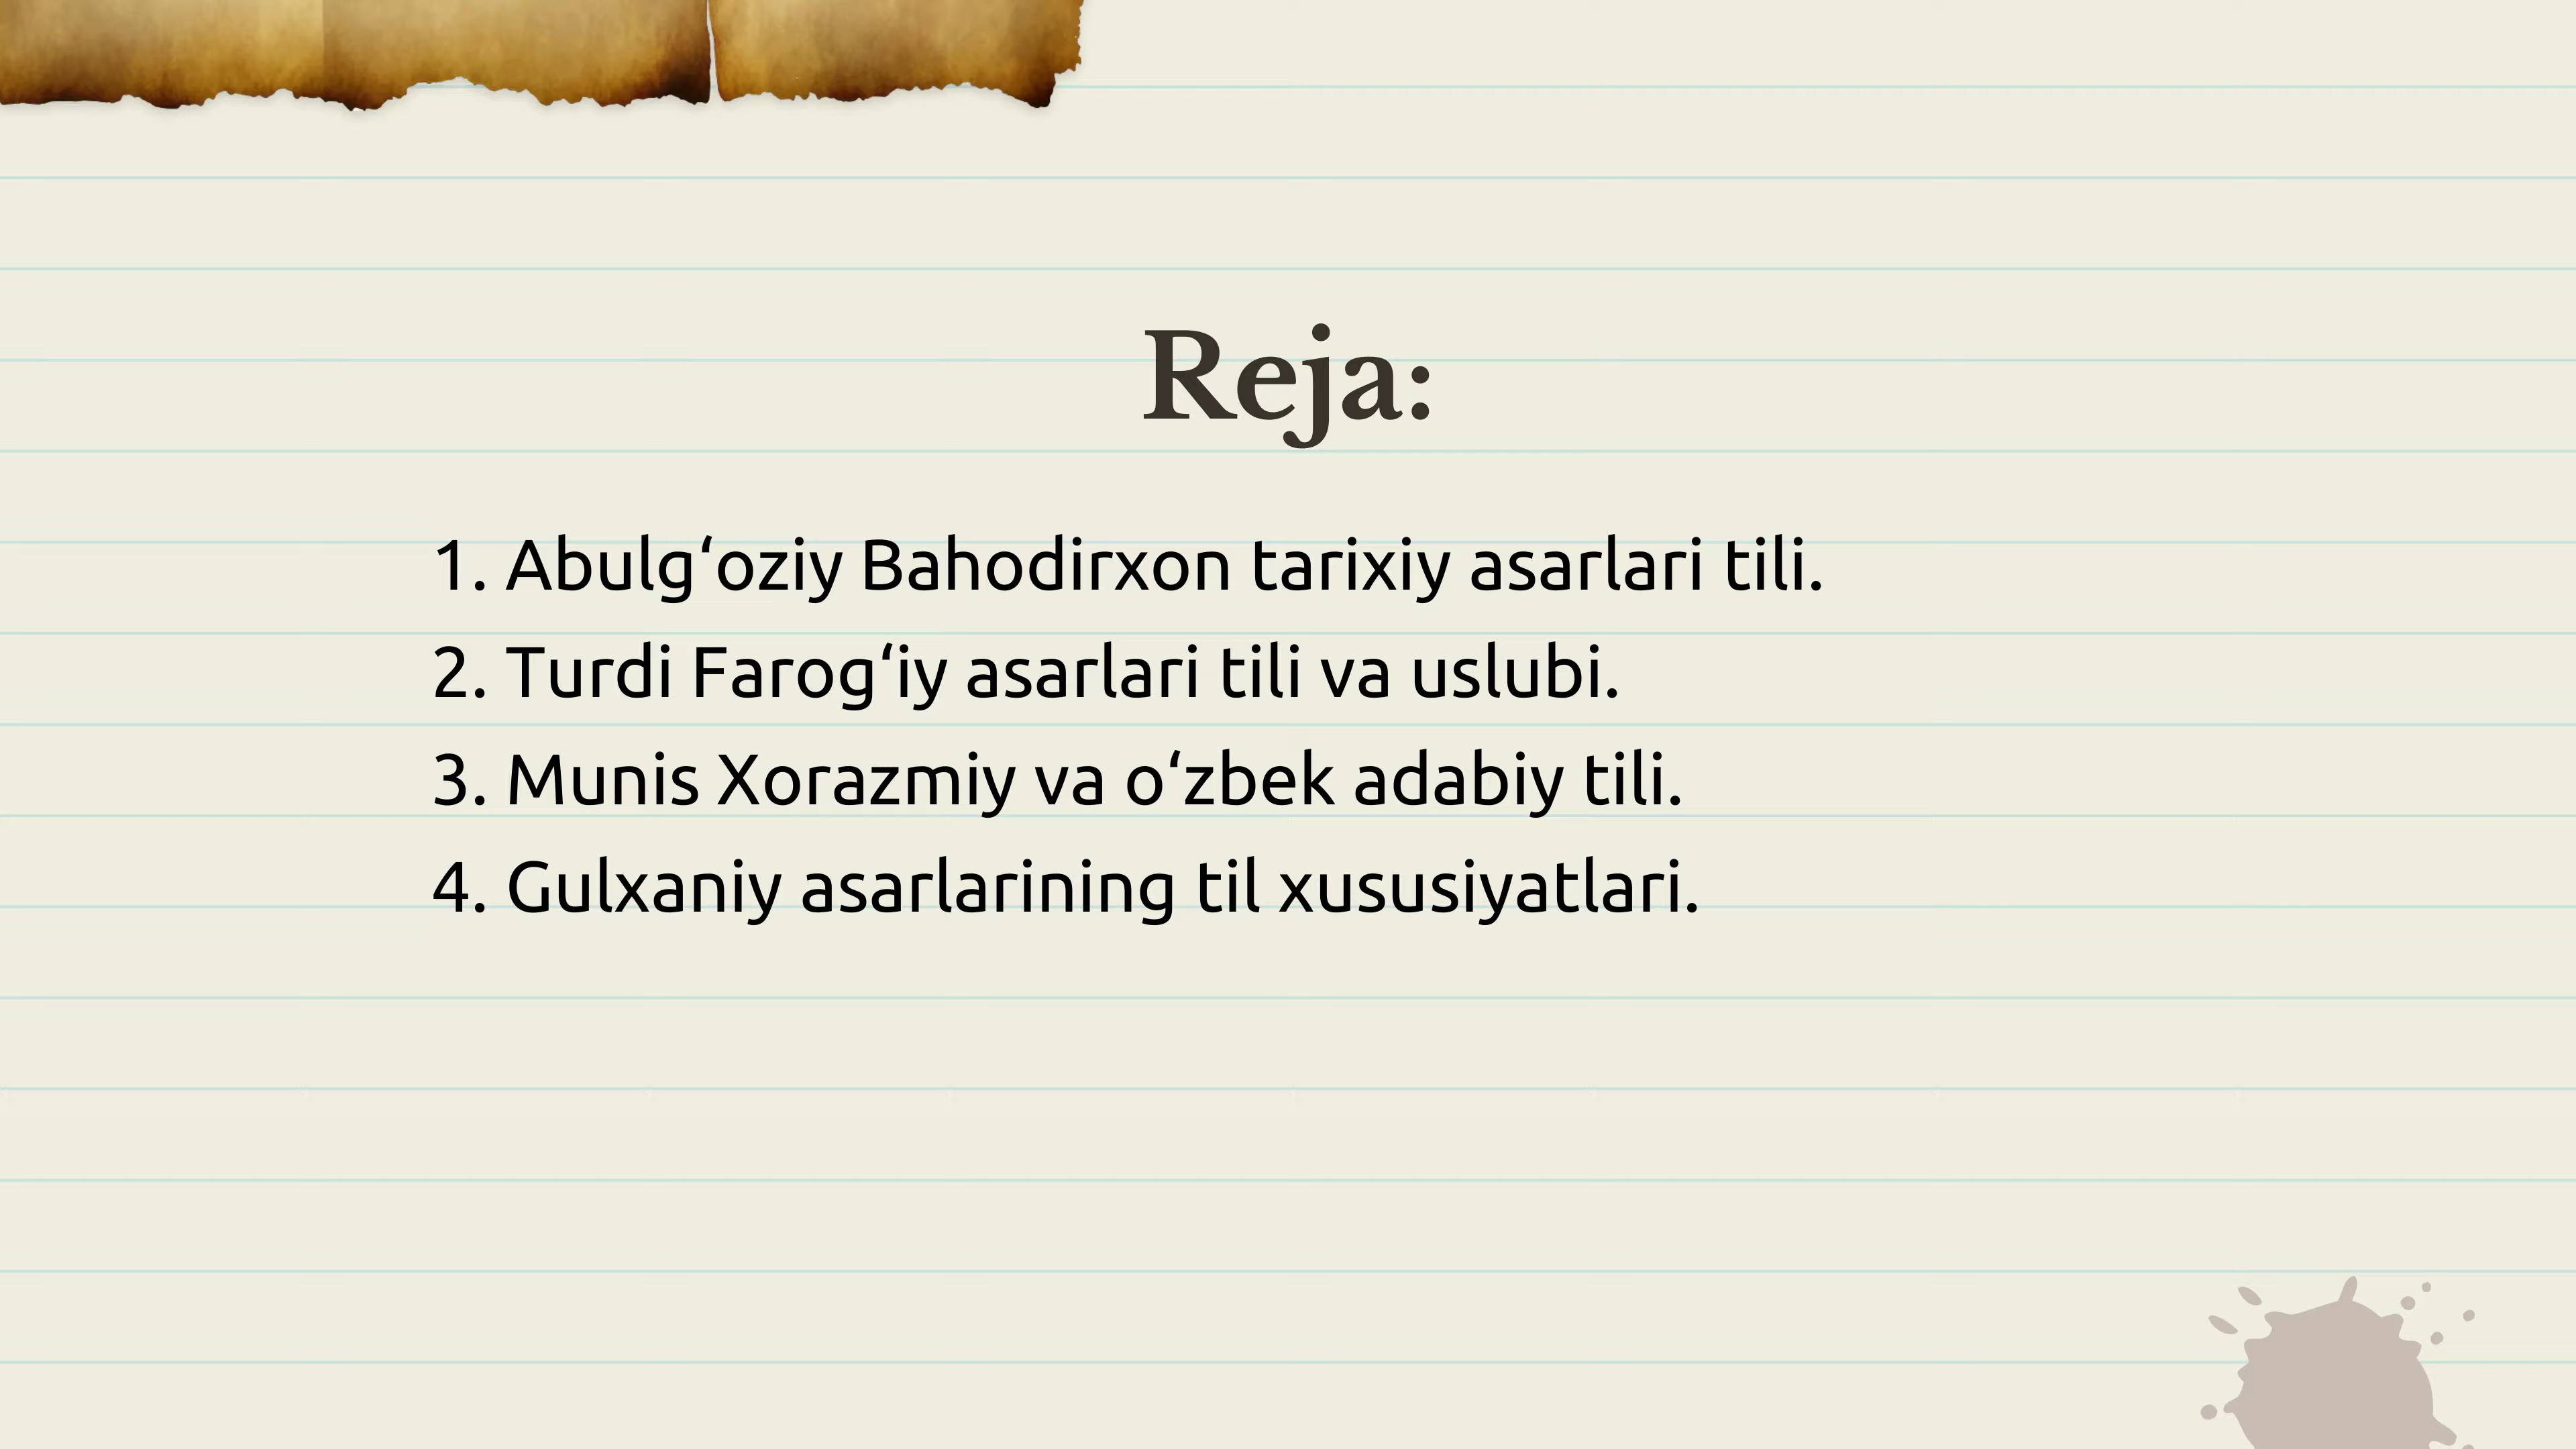 Reja:
1. Abulg‘oziy Bahodirxon tarixiy asarlari tili.
2. Turdi Farog‘iy asarlari tili va uslubi.
3. Munis Xorazmiy va o‘zbek adabiy tili.
4. Gulxaniy asarlarining til xususiyatlari.